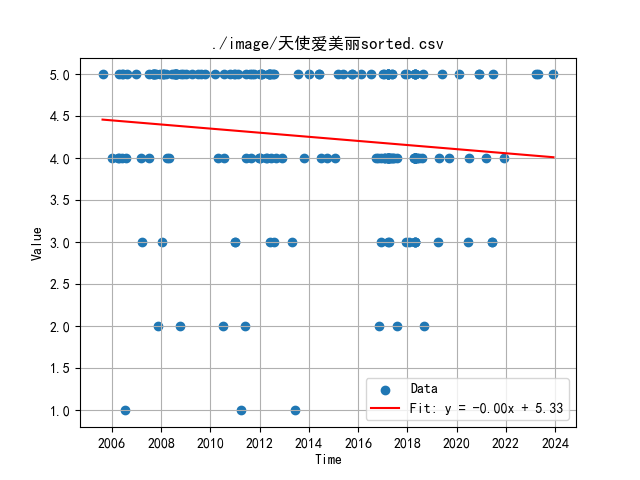 ./image/天使爱美丽sorted.csv
5.0
4.5
4.0
3.5
3.0
2.5
2.0
1.5
1.0
Value
2006 2008 2010 2012 2014 2016 2018 2020 2022 2024
Time
Data
Fit: y = -0.00x + 5.33